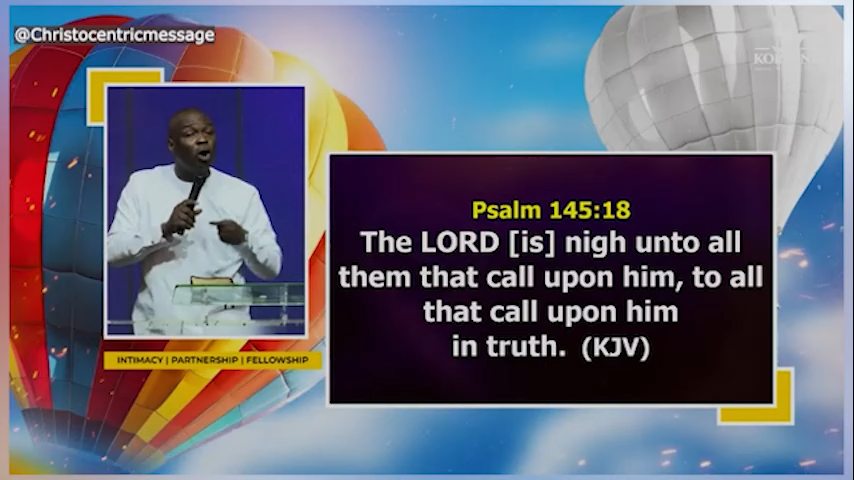 @Christocentricmessage
INTIMACY | PARTNERSHIP | FELLOWSHIP
Psalm 145:18
The LORD [is] nigh unto all
them that call upon him, to all
that call upon him
in truth. (KJV)